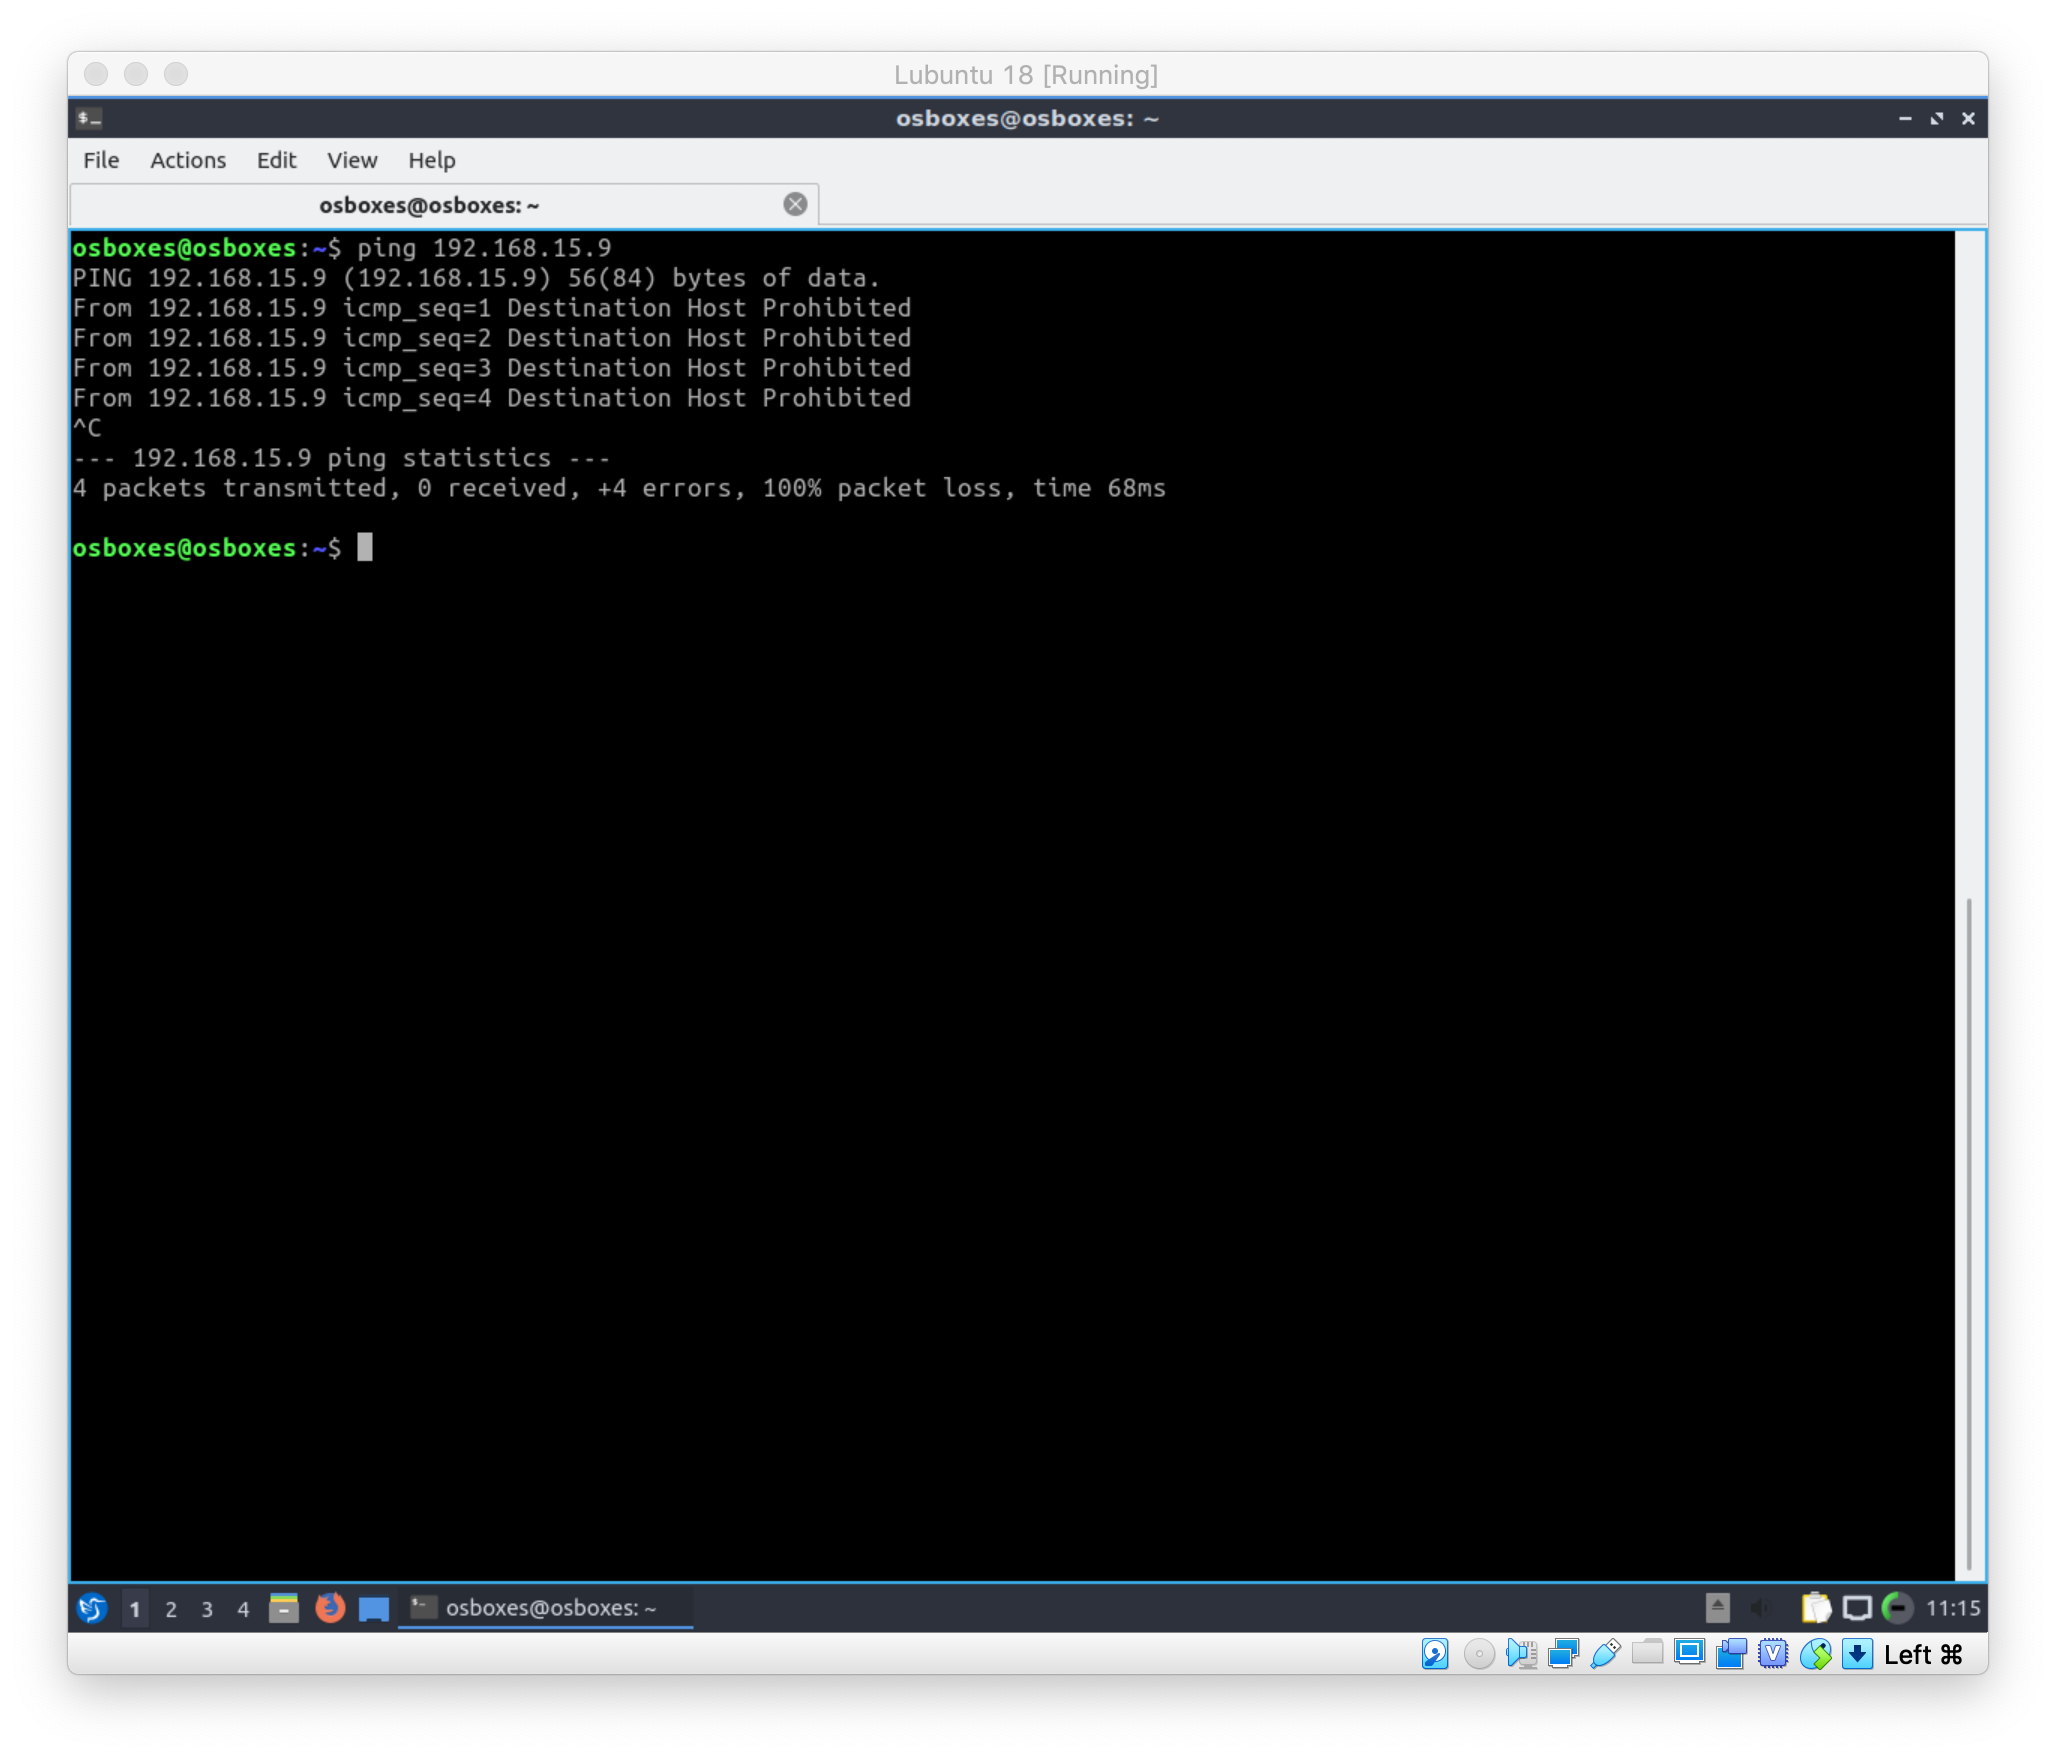 Lubuntu 18 [Running]
$_
osboxes@osboxes: ~
File Actions Edit View Help
osboxes@osboxes: ~
osboxes@osboxes:~$ ping 192.168.15.9
PING 192.168.15.9 (192.168.15.9) 56(84) bytes of data.
From 192.168.15.9 icmp_seq=1 Destination Host Prohibited
From 192.168.15.9 icmp_seq=2 Destination Host Prohibited
From 192.168.15.9 icmp_seq=3 Destination Host Prohibited
From 192.168.15.9 icmp_seq=4 Destination Host Prohibited
^C
--- 192.168.15.9 ping statistics ---
4 packets transmitted, 0 received, +4 errors, 100% packet loss, time 68ms
osboxes@osboxes:~$
1 2 3 4 osboxes@osboxes: ~ 11:15
V Left ⌘